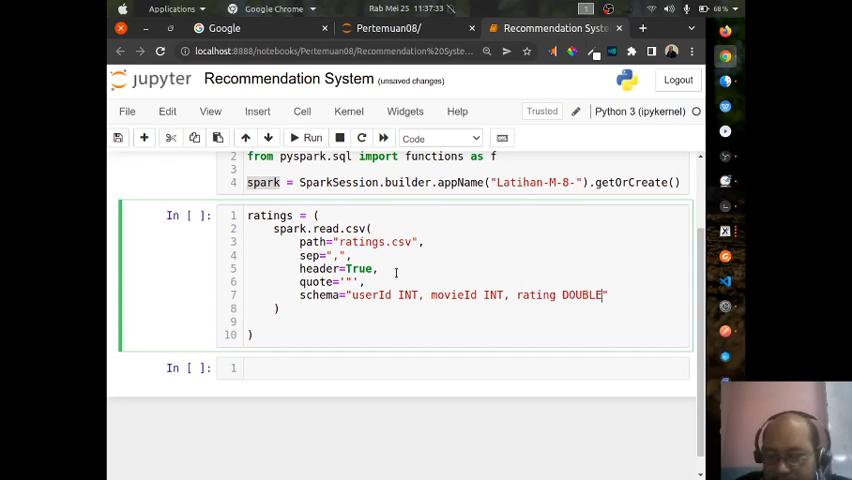 Applications
Google Chrome
Rab Mei 25 11:37:33
68%
Google
Pertemuan08/
Recommendation Syste
localhost:8888/notebooks/Pertemuan08/Recommendation%20Syste...
jupyter
Recommendation System (unsaved changes)
Logout
File Edit View Insert Cell Kernel Widgets Help
Trusted
Python 3 (ipykernel)
Run
Code
2 from pyspark.sql import functions as f
3
4 spark = SparkSession.builder.appName("Latihan-M-8-").getOrCreate()
In [ ]: 1 ratings = (
2 spark.read.csv(
3 path="ratings.csv",
4 sep=",",
5 header=True,
6 quote='"',
7 schema="userId INT, movieId INT, rating DOUBLE"
8 )
9
10 )
In [ ]: 1